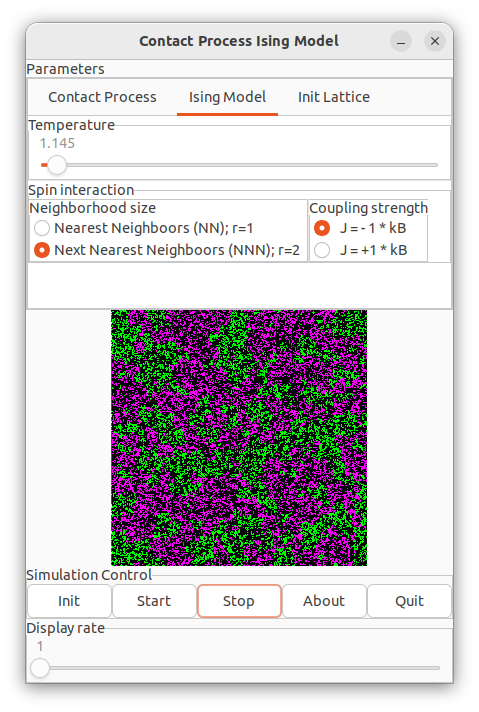 Contact Process Ising Model
Parameters
Contact Process Ising Model Init Lattice
Temperature
1.145
Spin interaction
Neighborhood size Coupling strength
Nearest Neighboors (NN); r=1 J = - 1 * kB
Next Nearest Neighboors (NNN); r=2 J = +1 * kB
Simulation Control
Init Start Stop About Quit
Display rate
1